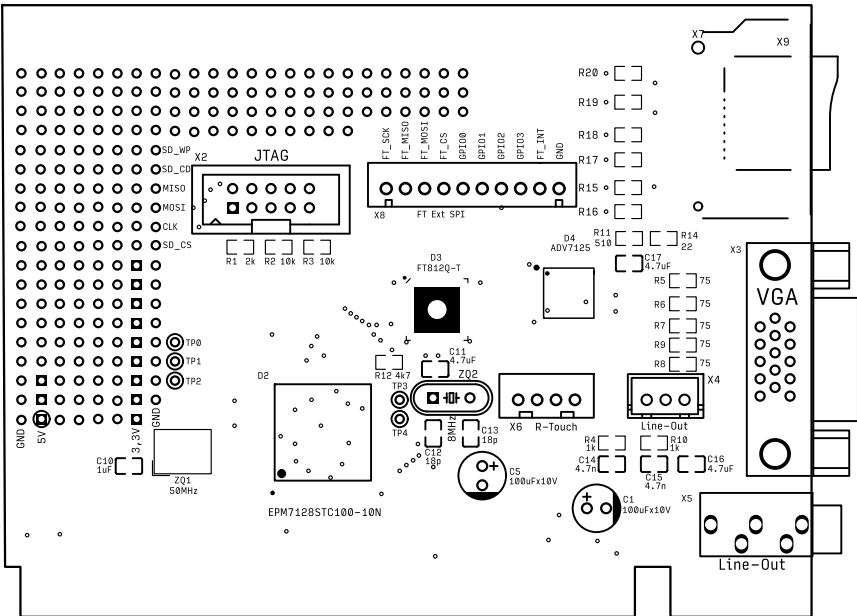 X7
X9
R20
R19
R18
R17
R15
R16
FT_SCK
FT_MISO
FT_MOSI
FT_CS
GPIO0
GPIO1
GPIO2
GPIO3
FT_INT
GND
SD_WP
SD_CD
MISO
MOSI
CLK
SD_CS
X2
JTAG
X8
FT Ext SPI
R1 2k
R2 10k
R3 10k
D4
ADV7125
R11
510
R14
22
C17
4.7uF
X3
VGA
D3
FT812Q-T
R5
75
R6
75
R7
75
R9
75
R8
75
TP0
TP1
TP2
C11
4.7uF
R12 4k7
ZQ2
D2
TP3
TP4
8MHz
X4
Line-Out
X6
R-Touch
GND
5V
3,3V
GND
C10
1uF
ZQ1
50MHz
C12
18p
C13
18p
C5
100uFx10V
R4
1k
R10
1k
C14
4.7n
C15
4.7n
C16
4.7uF
EPM7128STC100-10N
C1
100uFx10V
X5
Line-Out